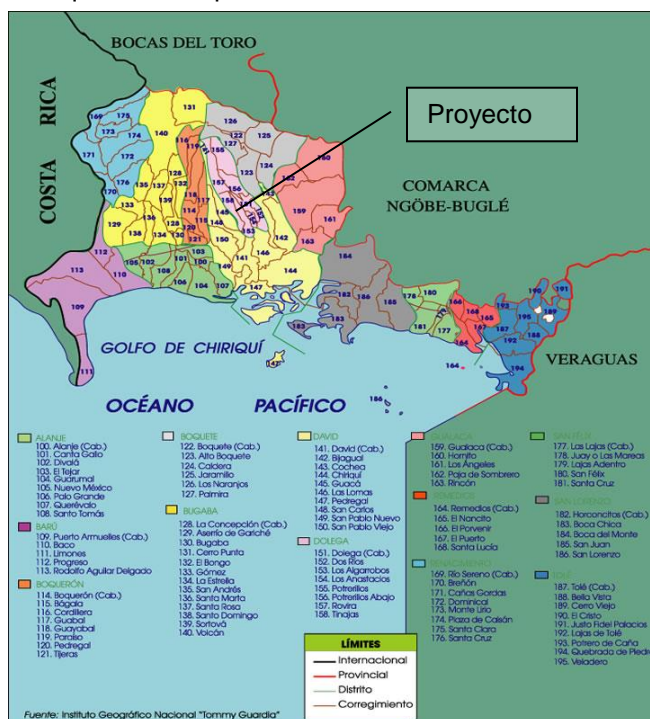 BOCAS DEL TORO
COSTA RICA
Proyecto
COMARCA
NGÖBE-BUGLÉ
GOLFO DE CHIRIQUÍ
VERAGUAS
OCÉANO PACÍFICO
ALANJE
100. Alanje (Cab.)
101. Canta Gallo
102. Divalá
103. El Tejar
104. Guarumal
105. Nuevo México
106. Palo Grande
107. Querévalo
108. Santo Tomás
BARÚ
109. Puerto Armuelles (Cab.)
110. Baco
111. Limones
112. Progreso
113. Rodolfo Aguilar Delgado
BOQUERÓN
114. Boquerón (Cab.)
115. Bágala
116. Cordillera
117. Guabal
118. Guayabal
119. Paraíso
120. Pedregal
121. Tijeras
BOQUETE
122. Boquete (Cab.)
123. Alto Boquete
124. Caldera
125. Jaramillo
126. Los Naranjos
127. Palmira
BUGABA
128. La Concepción (Cab.)
129. Aserrío de Gariché
130. Bugaba
131. Cerro Punta
132. El Bongo
133. Gómez
134. La Estrella
135. San Andrés
136. Santa Marta
137. Santa Rosa
138. Santo Domingo
139. Sortová
140. Volcán
DAVID
141. David (Cab.)
142. Bijagual
143. Cochea
144. Chiriquí
145. Guacá
146. Las Lomas
147. Pedregal
148. San Carlos
149. San Pablo Nuevo
150. San Pablo Viejo
DOLEGA
151. Dolega (Cab.)
152. Dos Ríos
153. Los Algarrobos
154. Los Anastacios
155. Potrerillos
156. Potrerillos Abajo
157. Rovira
158. Tinajas
GUALACA
159. Gualaca (Cab.)
160. Hornito
161. Los Ángeles
162. Paja de Sombrero
163. Rincón
REMEDIOS
164. Remedios (Cab.)
165. El Nancito
166. El Porvenir
167. El Puerto
168. Santa Lucía
RENACIMIENTO
169. Río Sereno (Cab.)
170. Breñón
171. Cañas Gordas
172. Dominical
173. Monte Lirio
174. Plaza de Caisán
175. Santa Clara
176. Santa Cruz
SAN FÉLIX
177. Las Lajas (Cab.)
178. Juay o Las Mareas
179. Lajas Adentro
180. San Félix
181. Santa Cruz
SAN LORENZO
182. Horconcitos (Cab.)
183. Boca Chica
184. Boca del Monte
185. San Juan
186. San Lorenzo
TOLÉ
187. Tolé (Cab.)
188. Bella Vista
189. Cerro Viejo
190. El Cristo
191. Justo Fidel Palacios
192. Lajas de Tolé
193. Potrero de Caña
194. Quebrada de Piedra
195. Veladero
LÍMITES
Internacional
Provincial
Distrito
Corregimiento
Fuente: Instituto Geográfico Nacional "Tommy Guardia"